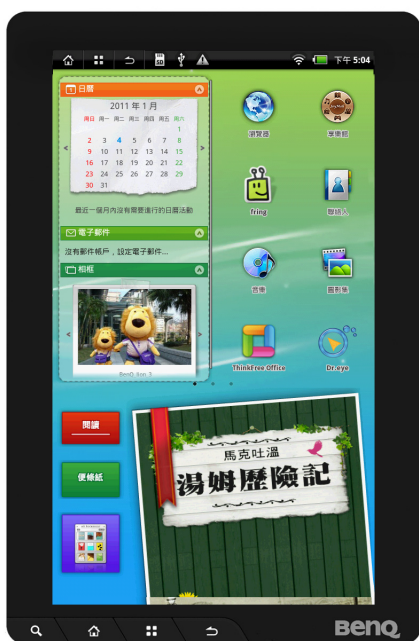 SD
下午 5:04
日曆
2011 年 1 月
周日 周一 周二 周三 周四 周五 周六
1
2 3 4 5 6 7 8
9 10 11 12 13 14 15
16 17 18 19 20 21 22
23 24 25 26 27 28 29
30 31
最近一個月內沒有需要進行的日曆活動
電子郵件
沒有郵件帳戶，設定電子郵件...
相框
瀏覽器
fring
聯絡人
音樂
圖影集
ThinkFree Office
Dr.eye
閱讀
便條紙
馬克吐溫
湯姆歷險記
BenQ